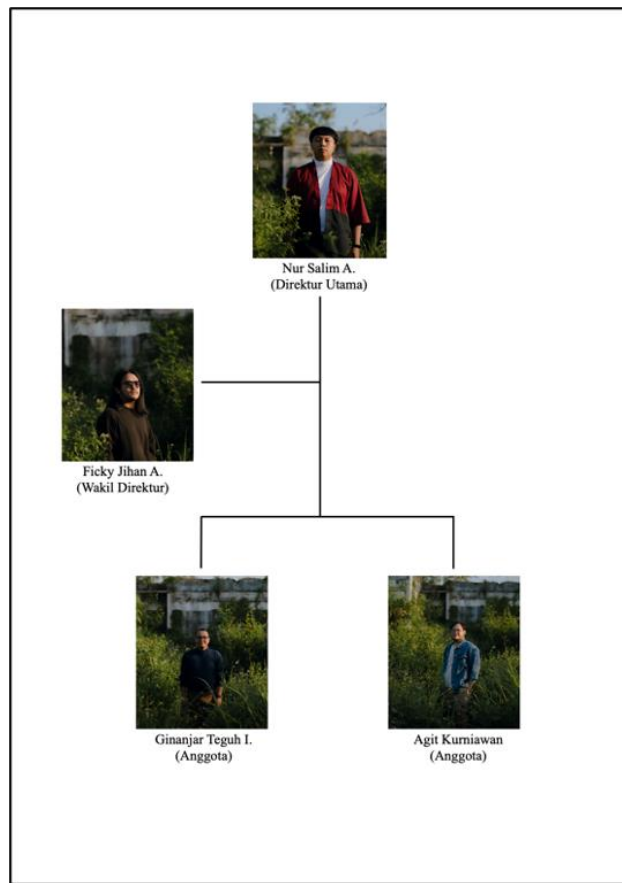 Nur Salim A.
(Direktur Utama)
Ficky Jihan A.
(Wakil Direktur)
Ginanjar Teguh I.
(Anggota)
Agit Kurniawan
(Anggota)